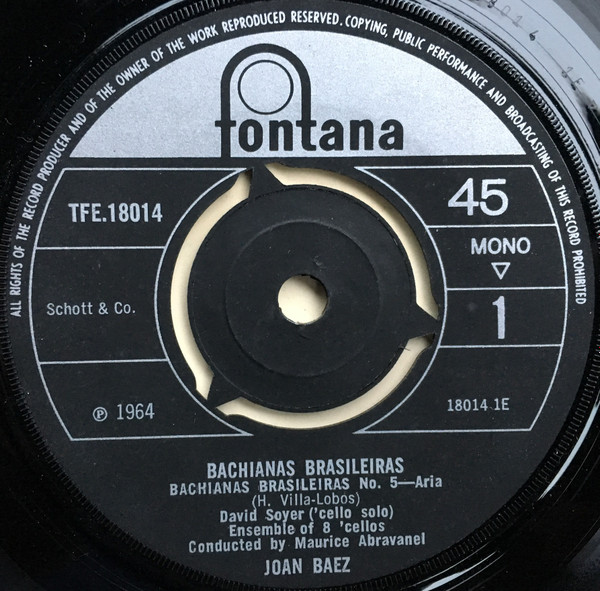 ALL RIGHTS OF THE RECORD PRODUCER AND OF THE OWNER OF THE WORK REPRODUCED RESERVED. COPYING, PUBLIC PERFORMANCE AND BROADCASTING OF THIS RECORD PROHIBITED
fontana
TFE.18014
45
MONO
Schott & Co.
1
℗ 1964
18014 1E
BACHIANAS BRASILEIRAS
BACHIANAS BRASILEIRAS No. 5—Aria
(H. Villa-Lobos)
David Soyer ('cello solo)
Ensemble of 8 'cellos
Conducted by Maurice Abravanel
JOAN BAEZ